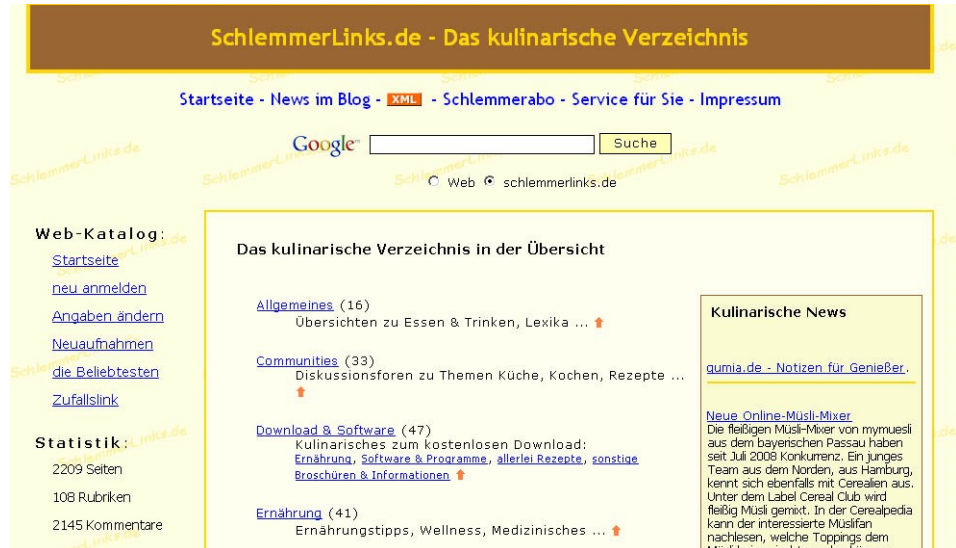 SchlemmerLinks.de - Das kulinarische Verzeichnis
Startseite - News im Blog - XML - Schlemmerabo - Service für Sie - Impressum
Google Suche
Web schlemmerlinks.de
Web-Katalog:
Startseite
neu anmelden
Angaben ändern
Neuaufnahmen
die Beliebtesten
Zufallslink
Statistik:
2209 Seiten
108 Rubriken
2145 Kommentare
Das kulinarische Verzeichnis in der Übersicht
Allgemeines (16)
Übersichten zu Essen & Trinken, Lexika ...
Communities (33)
Diskussionsforen zu Themen Küche, Kochen, Rezepte ...
Download & Software (47)
Kulinarisches zum kostenlosen Download:
Ernährung, Software & Programme, allerlei Rezepte, sonstige
Broschüren & Informationen
Ernährung (41)
Ernährungstipps, Wellness, Medizinisches ...
Kulinarische News
qumia.de - Notizen für Genießer.
Neue Online-Müsli-Mixer
Die fleißigen Müsli-Mixer von mymuesli
aus dem bayerischen Passau haben
seit Juli 2008 Konkurrenz. Ein junges
Team aus dem Norden, aus Hamburg,
kennt sich ebenfalls mit Cerealien aus.
Unter dem Label Cereal Club wird
fleißig Müsli gemixt. In der Cerealpedia
kann der interessierte Müslifan
nachlesen, welche Toppings dem